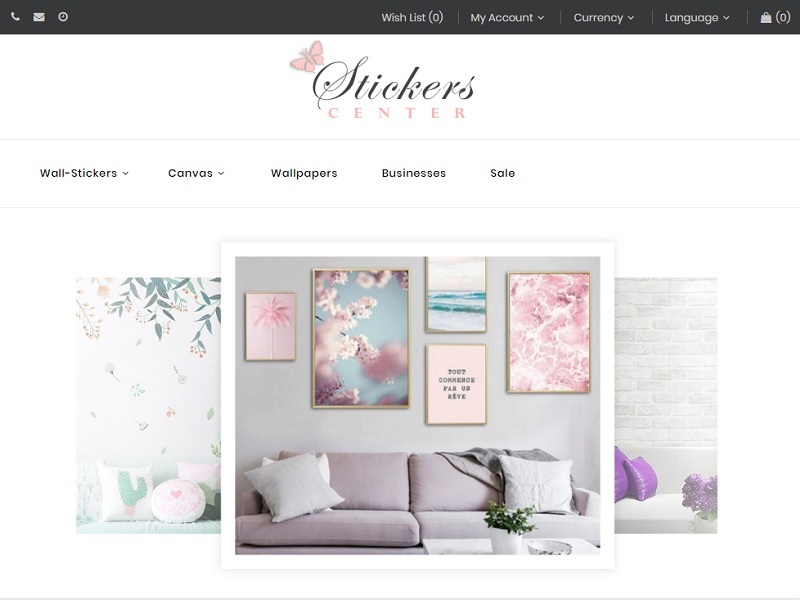 Wish List (0) My Account Currency Language (0)
Stickers
CENTER
Wall-Stickers Canvas Wallpapers Businesses Sale
TOUT
COMMENCE
PAR UN
RÊVE